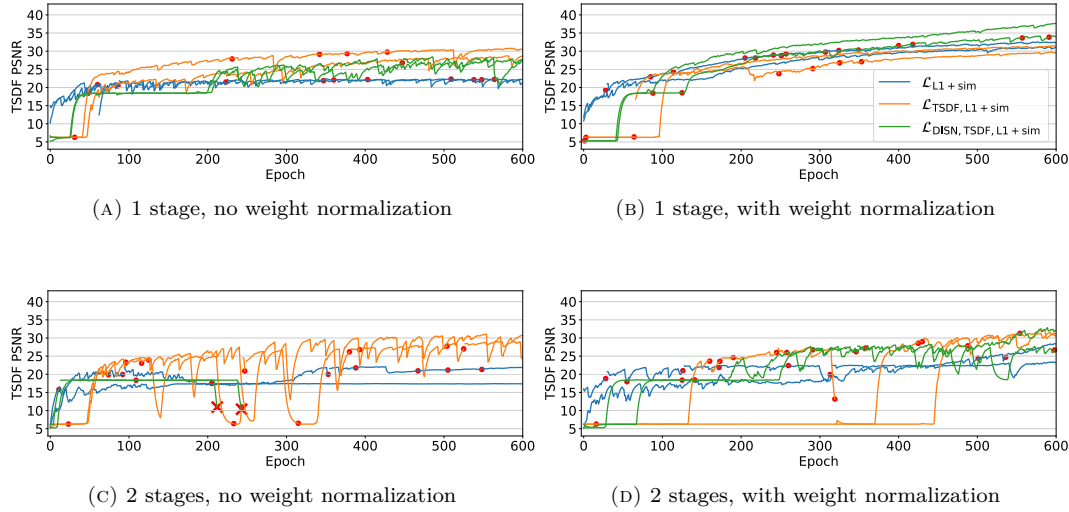 40
35
30
25
20
15
10
5
TSDF PSNR
0 100 200 300 400 500 600
Epoch
(A) 1 stage, no weight normalization
40
35
30
25
20
15
10
5
TSDF PSNR
0 100 200 300 400 500 600
Epoch
ℒL1 + sim
ℒTSDF, L1 + sim
ℒDISN, TSDF, L1 + sim
(B) 1 stage, with weight normalization
40
35
30
25
20
15
10
5
TSDF PSNR
0 100 200 300 400 500 600
Epoch
(C) 2 stages, no weight normalization
40
35
30
25
20
15
10
5
TSDF PSNR
0 100 200 300 400 500 600
Epoch
(D) 2 stages, with weight normalization